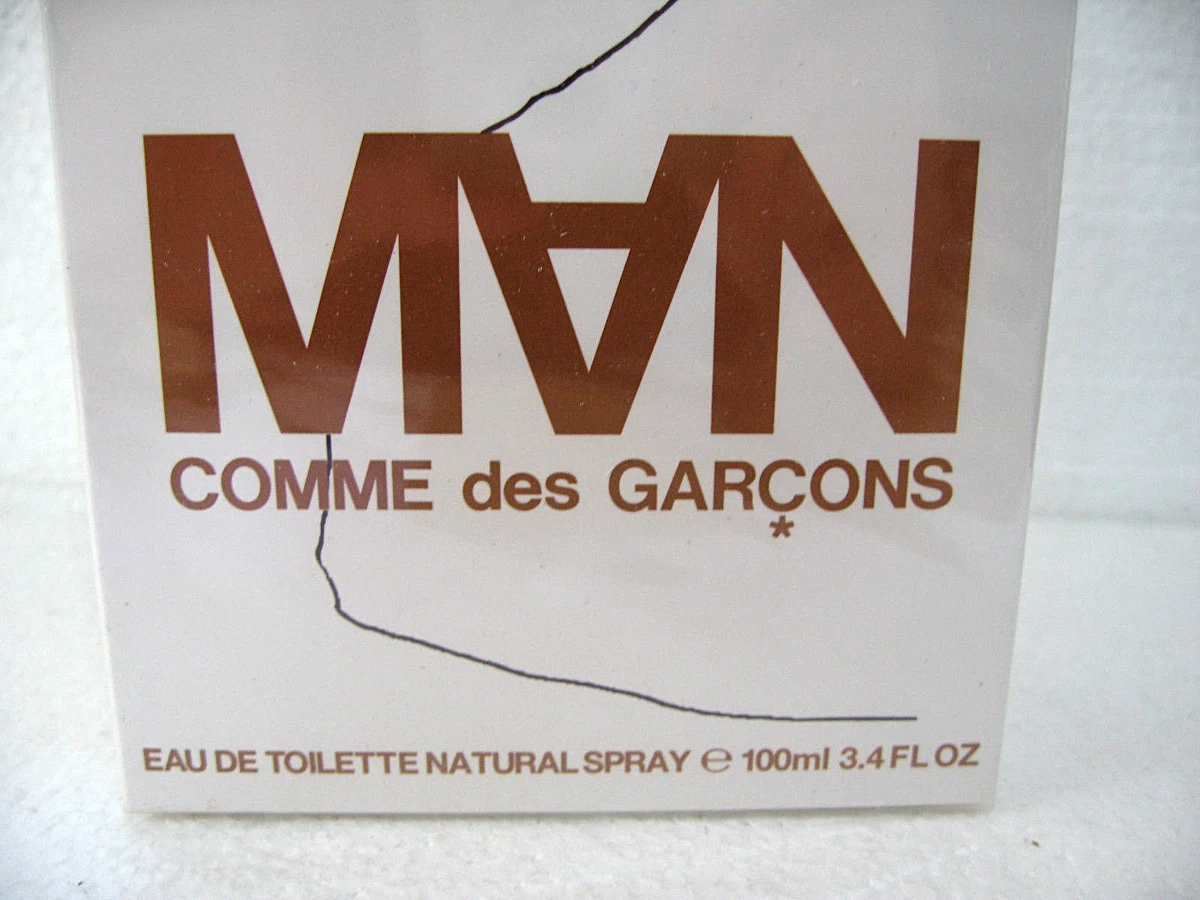 MAN
COMME des GARÇONS
*
EAU DE TOILETTE NATURAL SPRAY ℮ 100ml 3.4 FL OZ